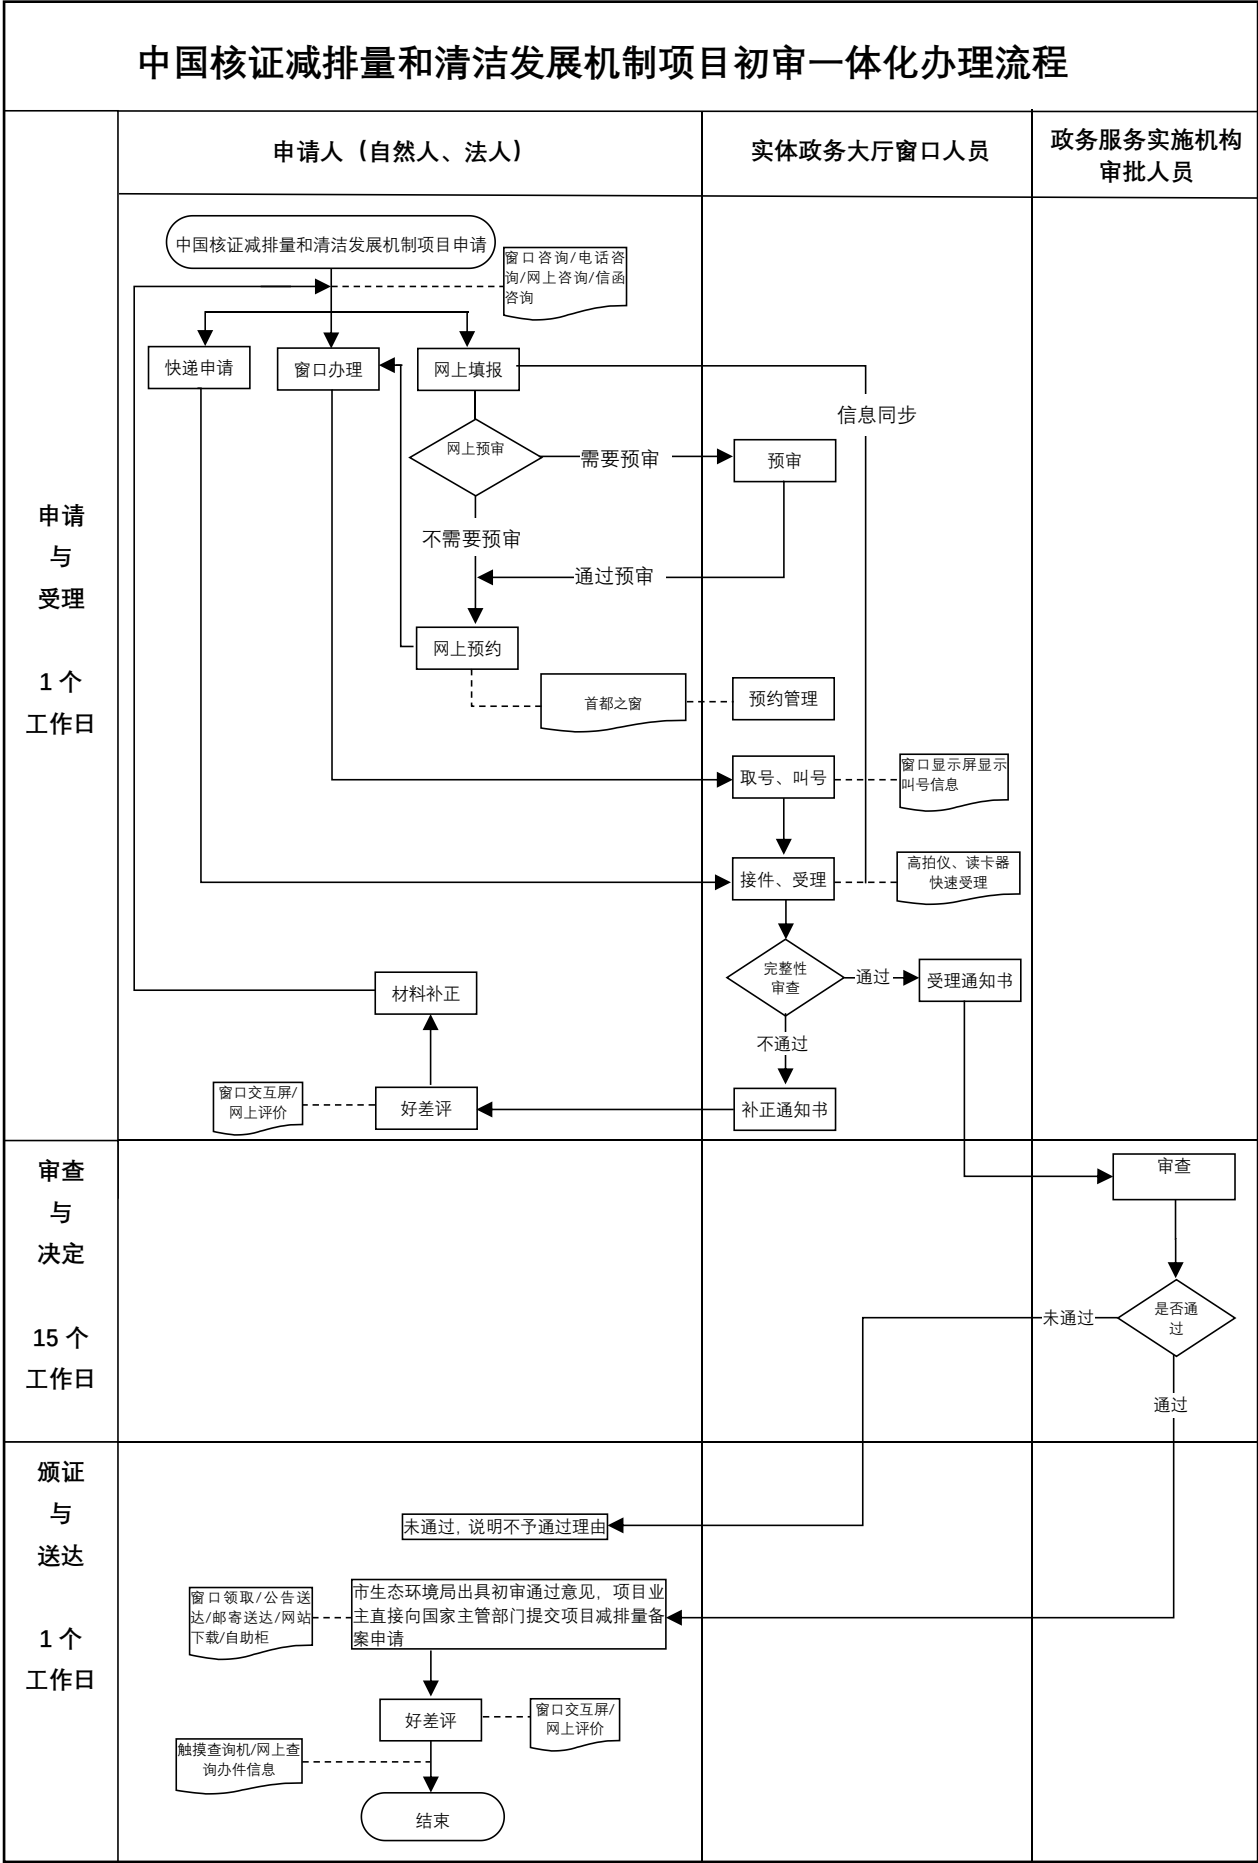 中国核证减排量和清洁发展机制项目初审一体化办理流程
申请人（自然人、法人）
实体政务大厅窗口人员
政务服务实施机构
审批人员
申请
与
受理
1 个
工作日
中国核证减排量和清洁发展机制项目申请
窗口咨询/电话咨
询/网上咨询/信函
咨询
快递申请
窗口办理
网上填报
信息同步
网上预审
需要预审
预审
不需要预审
通过预审
网上预约
首都之窗
预约管理
取号、叫号
窗口显示屏显示
叫号信息
接件、受理
高拍仪、读卡器
快速受理
完整性
审查
通过
受理通知书
材料补正
不通过
窗口交互屏/
网上评价
好差评
补正通知书
审查
与
决定
15 个
工作日
审查
是否通
过
未通过
通过
颁证
与
送达
1 个
工作日
未通过，说明不予通过理由
窗口领取/公告送
达/邮寄送达/网站
下载/自助柜
市生态环境局出具初审通过意见，项目业
主直接向国家主管部门提交项目减排量备
案申请
好差评
窗口交互屏/
网上评价
触摸查询机/网上查
询办件信息
结束